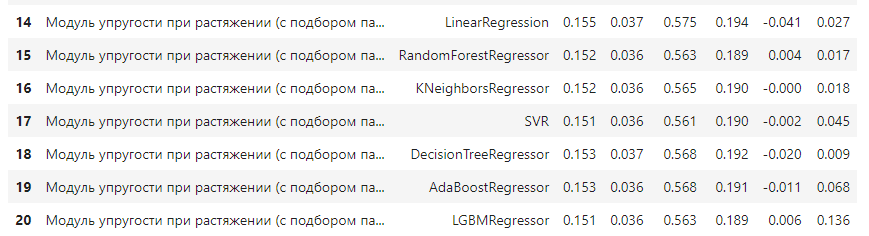 14 Модуль упругости при растяжении (с подбором па... LinearRegression 0.155 0.037 0.575 0.194 -0.041 0.027
15 Модуль упругости при растяжении (с подбором па... RandomForestRegressor 0.152 0.036 0.563 0.189 0.004 0.017
16 Модуль упругости при растяжении (с подбором па... KNeighborsRegressor 0.152 0.036 0.565 0.190 -0.000 0.018
17 Модуль упругости при растяжении (с подбором па... SVR 0.151 0.036 0.561 0.190 -0.002 0.045
18 Модуль упругости при растяжении (с подбором па... DecisionTreeRegressor 0.153 0.037 0.568 0.192 -0.020 0.009
19 Модуль упругости при растяжении (с подбором па... AdaBoostRegressor 0.153 0.036 0.568 0.191 -0.011 0.068
20 Модуль упругости при растяжении (с подбором па... LGBMRegressor 0.151 0.036 0.563 0.189 0.006 0.136